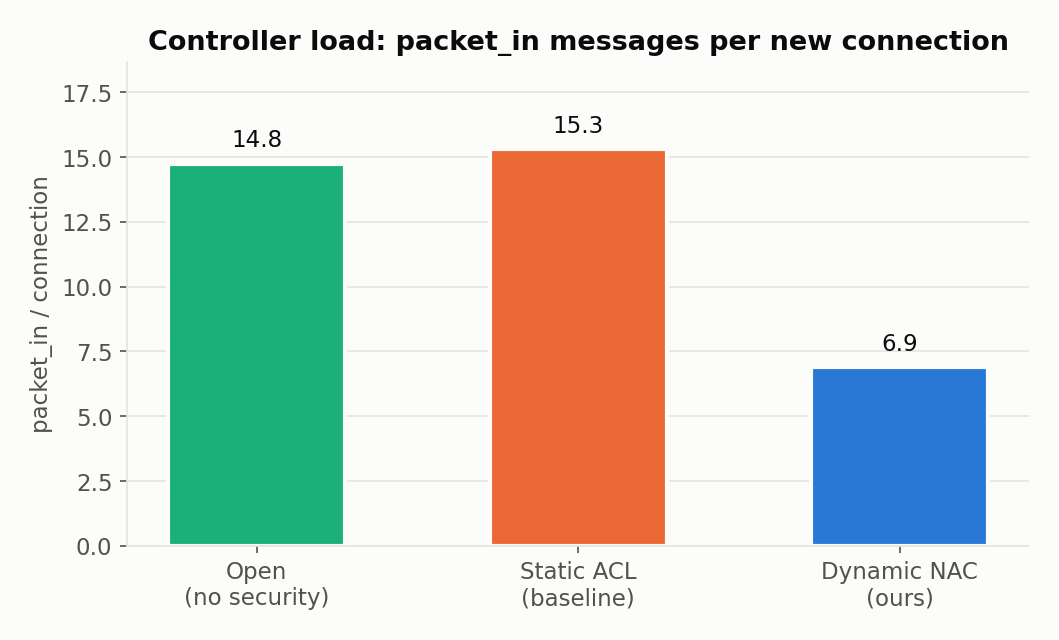 Controller load: packet_in messages per new connection
packet_in / connection
17.5
15.0
12.5
10.0
7.5
5.0
2.5
0.0
14.8
15.3
6.9
Open
(no security)
Static ACL
(baseline)
Dynamic NAC
(ours)